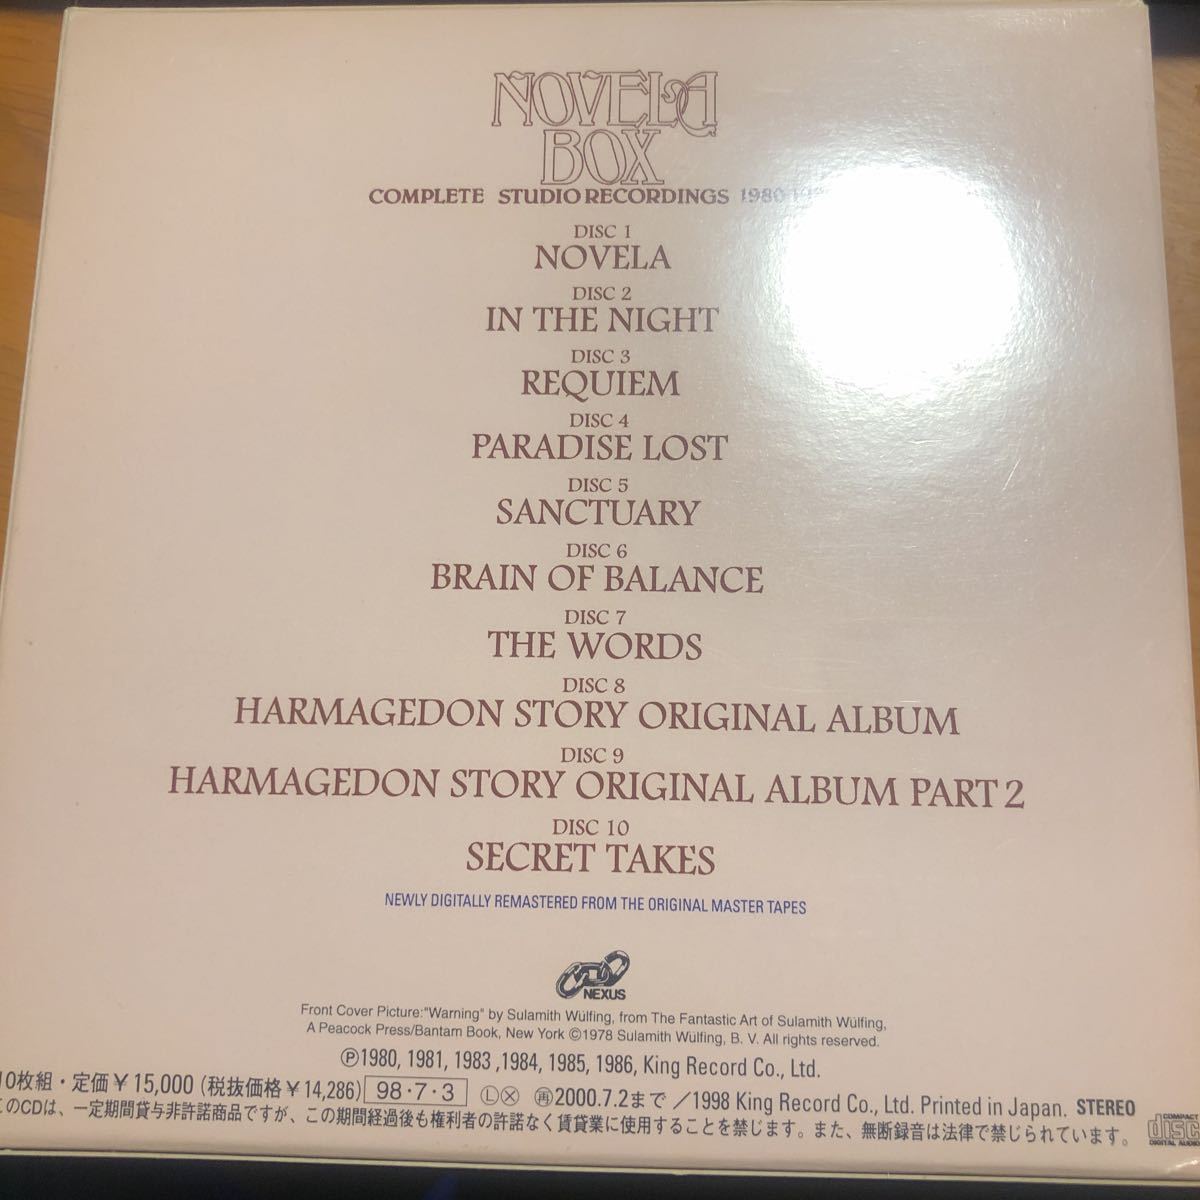 NOVELA
BOX
COMPLETE STUDIO RECORDINGS
DISC 1
NOVELA
DISC 2
IN THE NIGHT
DISC 3
REQUIEM
DISC 4
PARADISE LOST
DISC 5
SANCTUARY
DISC 6
BRAIN OF BALANCE
DISC 7
THE WORDS
DISC 8
HARMAGEDON STORY ORIGINAL ALBUM
DISC 9
HARMAGEDON STORY ORIGINAL ALBUM PART 2
DISC 10
SECRET TAKES
NEWLY DIGITALLY REMASTERED FROM THE ORIGINAL MASTER TAPES
NEXUS
Front Cover Picture:"Warning" by Sulamith Wülfing, from The Fantastic Art of Sulamith Wülfing,
A Peacock Press/Bantam Book, New York ©1978 Sulamith Wülfing, B. V. All rights reserved.
Ⓟ1980, 1981, 1983 ,1984, 1985, 1986, King Record Co., Ltd.
10枚組・定価￥15,000 (税抜価格￥14,286) 98・7・3 Ⓛ ⓧ ㊢2000.7.2まで ／1998 King Record Co., Ltd. Printed in Japan. STEREO
このCDは、一定期間貸与非許諾商品ですが、この期間経過後も権利者の許諾なく賃貸業に使用することを禁じます。また、無断録音は法律で禁じられています。
COMPACT
disc
DIGITAL AUDIO